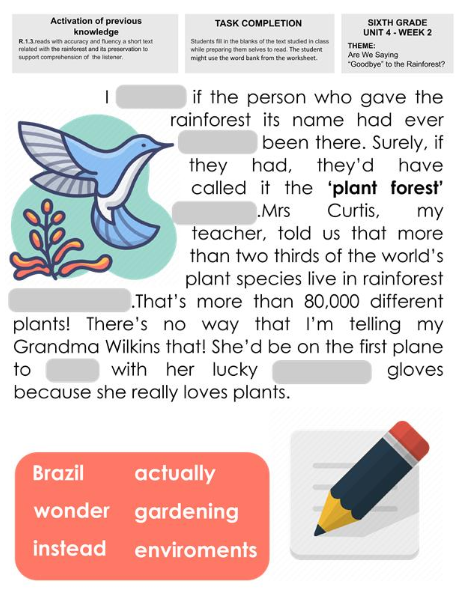 Activation of previous
knowledge
R.1.3.reads with accuracy and fluency a short text
related with the rainforest and its preservation to
support comprehension of the listener.
TASK COMPLETION
Students fill in the blanks of the text studied in class
while preparing them selves to read. The student
might use the word bank from the worksheet.
SIXTH GRADE
UNIT 4 - WEEK 2
THEME:
Are We Saying
“Goodbye” to the Rainforest?
I if the person who gave the
rainforest its name had ever
been there. Surely, if
they had, they’d have
called it the ‘plant forest’
.Mrs Curtis, my
teacher, told us that more
than two thirds of the world’s
plant species live in rainforest
.That’s more than 80,000 different
plants! There’s no way that I’m telling my
Grandma Wilkins that! She’d be on the first plane
to with her lucky gloves
because she really loves plants.
Brazil actually
wonder gardening
instead enviroments